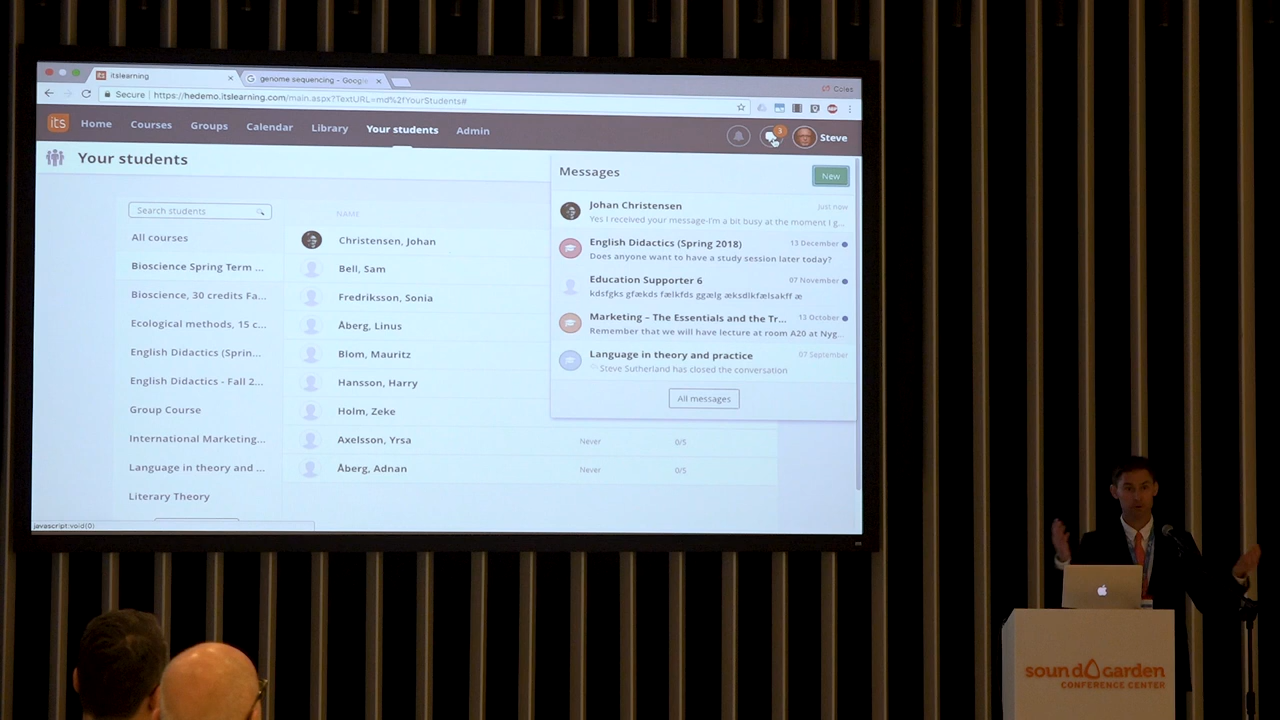 itslearning
genome sequencing - Google
Coles
Secure https://hedemo.itslearning.com/main.aspx?TextURL=md%2fYourStudents#
its Home Courses Groups Calendar Library Your students Admin 3 Steve
Your students
Messages
New
Search students
NAME
All courses
Bioscience Spring Term ...
Bioscience, 30 credits Fa...
Ecological methods, 15 c...
English Didactics (Sprin...
English Didactics - Fall 2...
Group Course
International Marketing...
Language in theory and ...
Literary Theory
Christensen, Johan
Bell, Sam
Fredriksson, Sonia
Åberg, Linus
Blom, Mauritz
Hansson, Harry
Holm, Zeke
Axelsson, Yrsa Never 0/5
Åberg, Adnan Never 0/5
Johan Christensen Just now
Yes I received your message-I'm a bit busy at the moment I g...
English Didactics (Spring 2018) 13 December
Does anyone want to have a study session later today?
Education Supporter 6 07 November
kdsfgks gfækds fælkfds ggælg æksdlkfælsakff æ
Marketing – The Essentials and the Tr... 13 October
Remember that we will have lecture at room A20 at Nyg...
Language in theory and practice 07 September
Steve Sutherland has closed the conversation
All messages
javascript:void(0)
soundgarden
CONFERENCE CENTER